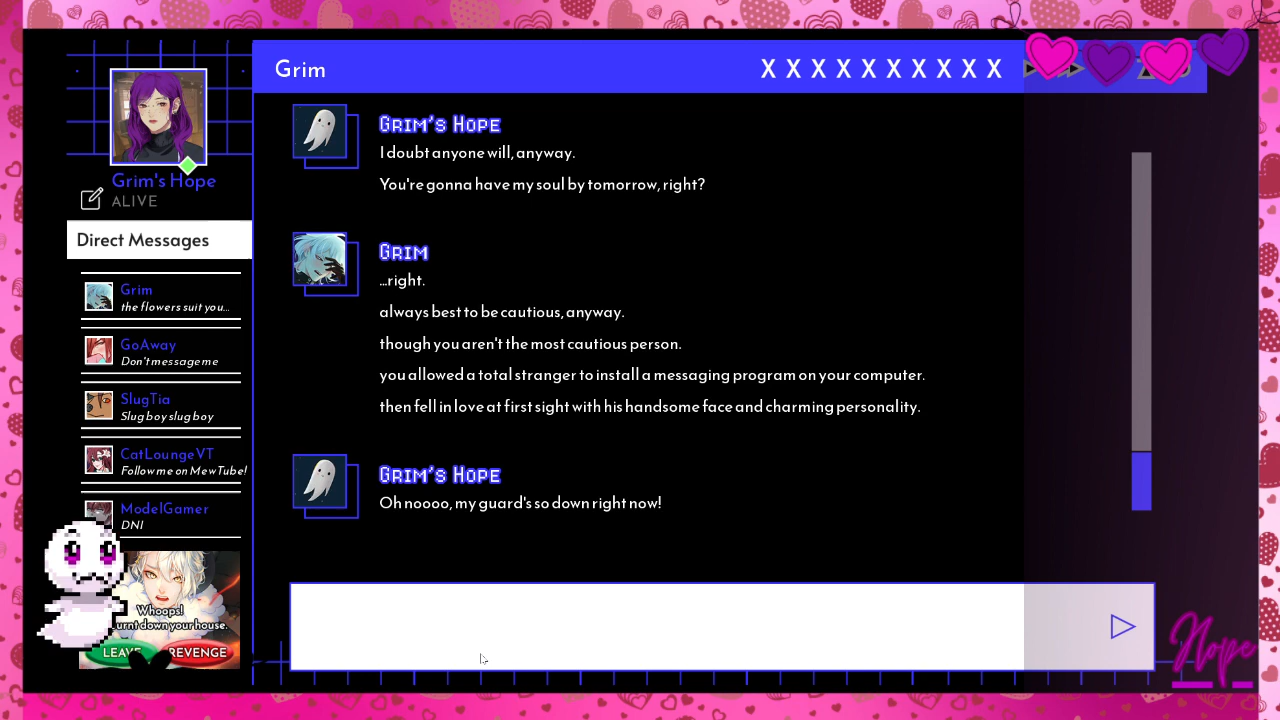 Grim
X X X X X X X X X X
Grim's Hope
ALIVE
Direct Messages
Grim
the flowers suit you...
GoAway
Don't message me
SlugTia
Slug boy slug boy
CatLoungeVT
Follow me on MewTube!
ModelGamer
DNI
Whoops!
down your house.
LEAVE
REVENGE
Grim's Hope
I doubt anyone will, anyway.
You're gonna have my soul by tomorrow, right?
Grim
...right.
always best to be cautious, anyway.
though you aren't the most cautious person.
you allowed a total stranger to install a messaging program on your computer.
then fell in love at first sight with his handsome face and charming personality.
Grim's Hope
Oh noooo, my guard's so down right now!
Hope